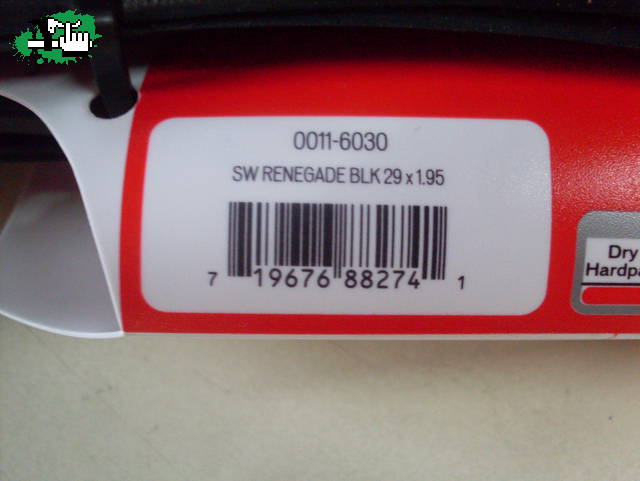 0011-6030
SW RENEGADE BLK 29 x 1.95
7 19676 88274 1
Dry